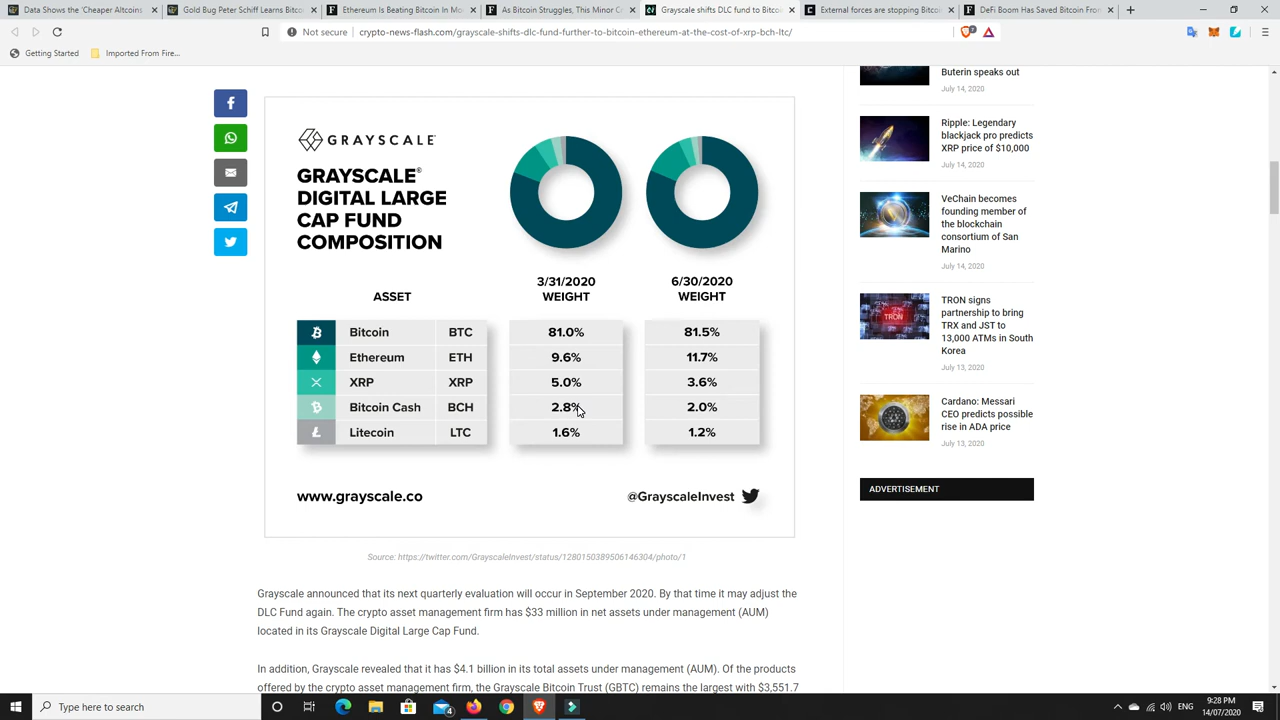 Data Shows the 'Cheaper Altcoins
Gold Bug Peter Schiff Learns Bitco
Ethereum Is Beating Bitcoin in Mo
As Bitcoin Struggles, This Minor C
Grayscale shifts DLC fund to Bitco
External forces are stopping Bitco
DeFi Boom Has Saved Bitcoin From
Not secure
crypto-news-flash.com/grayscale-shifts-dlc-fund-further-to-bitcoin-ethereum-at-the-cost-of-xrp-bch-ltc/
Getting Started
Imported From Fire...
GRAYSCALE
GRAYSCALE®
DIGITAL LARGE
CAP FUND
COMPOSITION
ASSET
3/31/2020
WEIGHT
6/30/2020
WEIGHT
Bitcoin BTC 81.0% 81.5%
Ethereum ETH 9.6% 11.7%
XRP XRP 5.0% 3.6%
Bitcoin Cash BCH 2.8% 2.0%
Litecoin LTC 1.6% 1.2%
www.grayscale.co
@GrayscaleInvest
Source: https://twitter.com/GrayscaleInvest/status/1280150389506146304/photo/1
Grayscale announced that its next quarterly evaluation will occur in September 2020. By that time it may adjust the
DLC Fund again. The crypto asset management firm has $33 million in net assets under management (AUM)
located in its Grayscale Digital Large Cap Fund.
In addition, Grayscale revealed that it has $4.1 billion in its total assets under management (AUM). Of the products
offered by the crypto asset management firm, the Grayscale Bitcoin Trust (GBTC) remains the largest with $3,551.7
Buterin speaks out
July 14, 2020
Ripple: Legendary
blackjack pro predicts
XRP price of $10,000
July 14, 2020
VeChain becomes
founding member of
the blockchain
consortium of San
Marino
July 14, 2020
TRON
TRON signs
partnership to bring
TRX and JST to
13,000 ATMs in South
Korea
July 13, 2020
Cardano: Messari
CEO predicts possible
rise in ADA price
July 13, 2020
ADVERTISEMENT
Type here to search
4
ENG
9:28 PM
14/07/2020